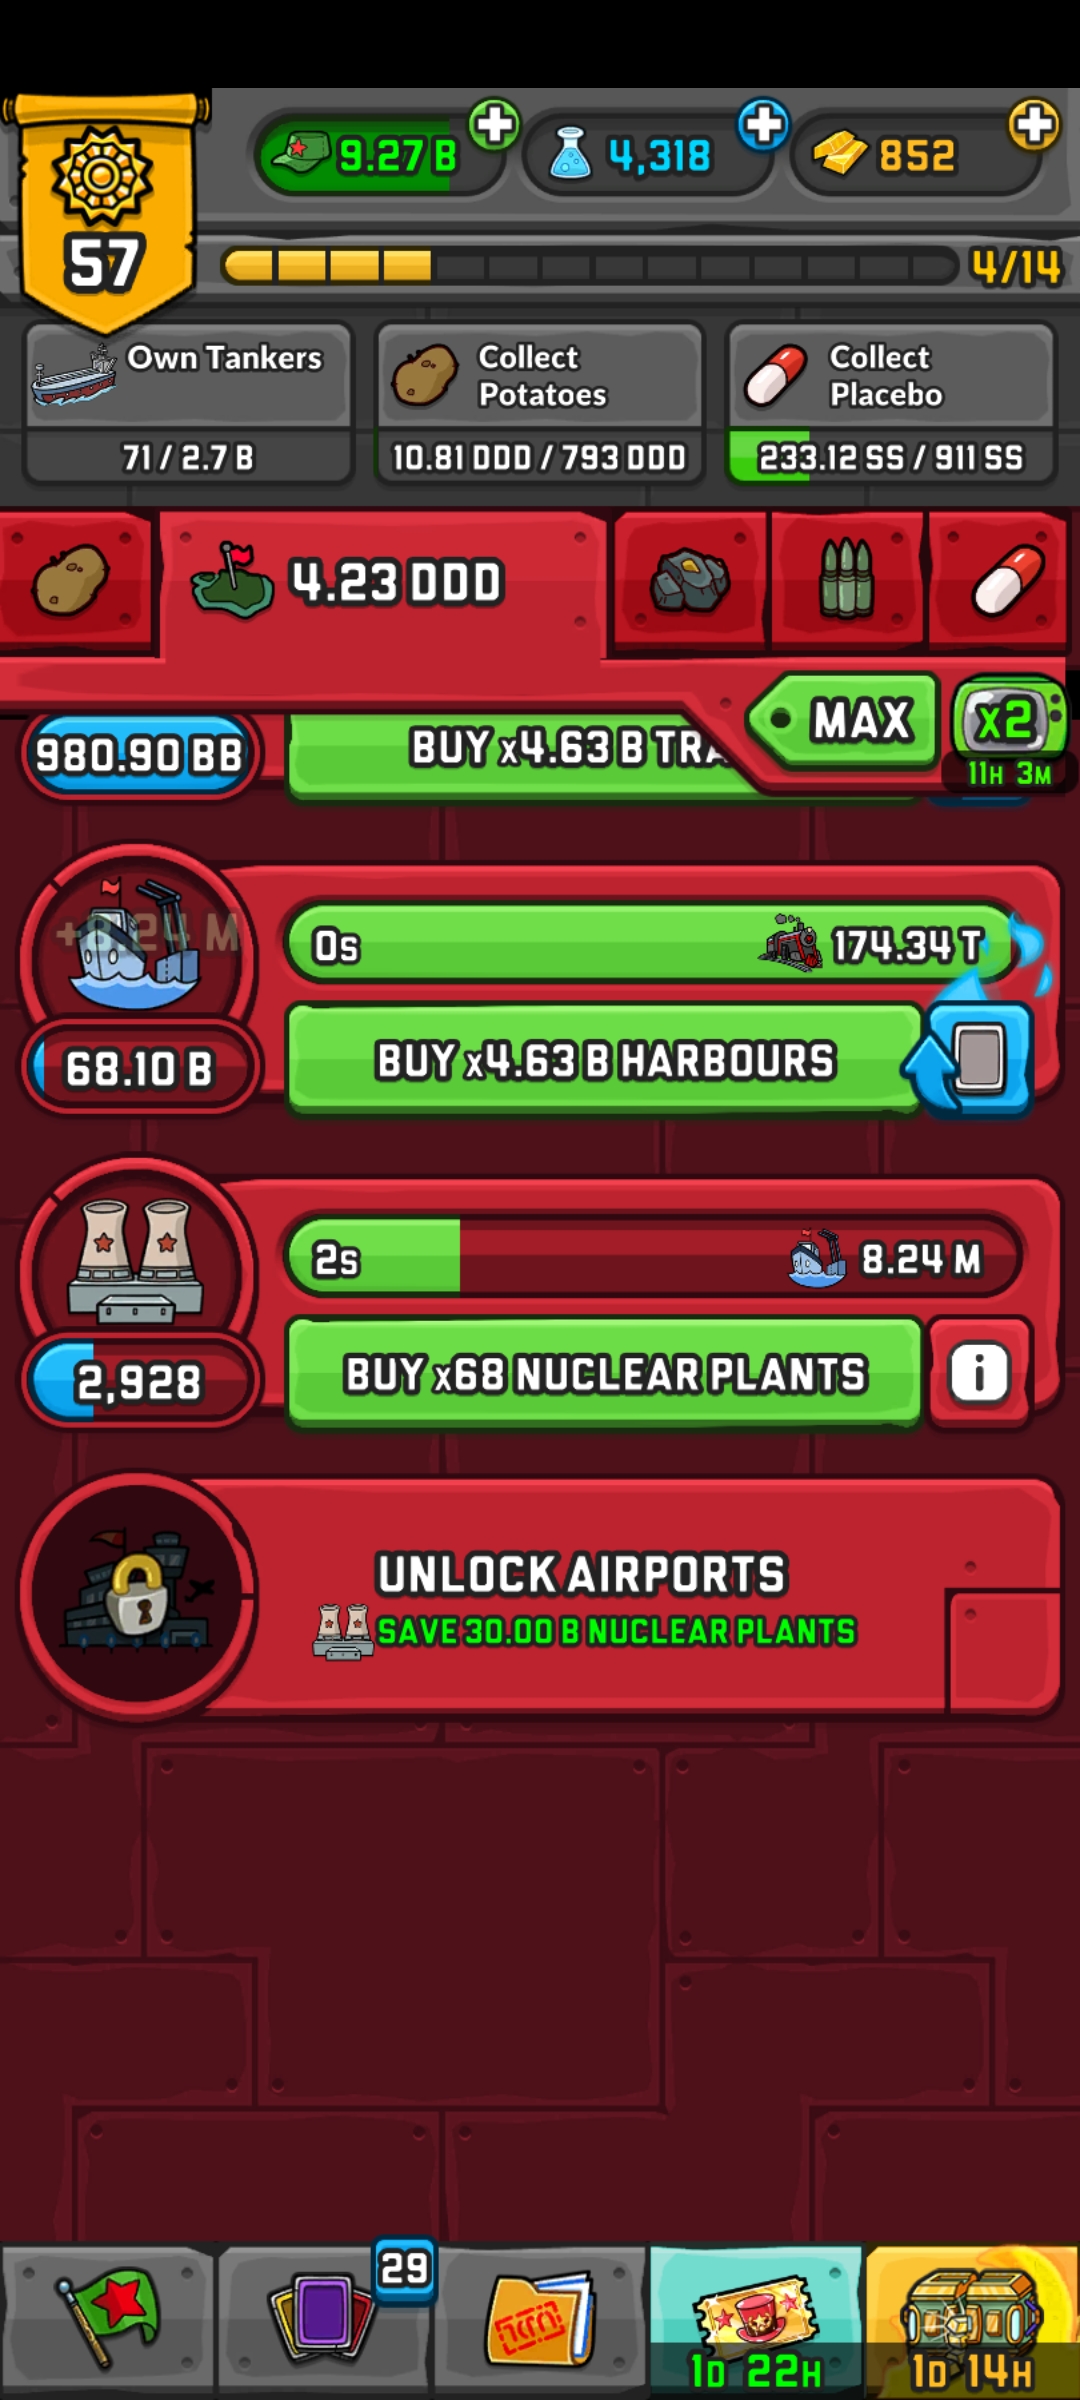 9.27 B
4,318
852
57
4/14
Own Tankers
71 / 2.7 B
Collect
Potatoes
10.81 DDD / 793 DDD
Collect
Placebo
233.12 SS / 911 SS
4.23 DDD
MAX
x2
11H 3M
980.90 BB
BUY x4.63 B TRA
+8.24 M
0s
174.34 T
68.10 B
BUY x4.63 B HARBOURS
2s
8.24 M
2,928
BUY x68 NUCLEAR PLANTS
i
UNLOCK AIRPORTS
SAVE 30.00 B NUCLEAR PLANTS
29
1D 22H
1D 14H